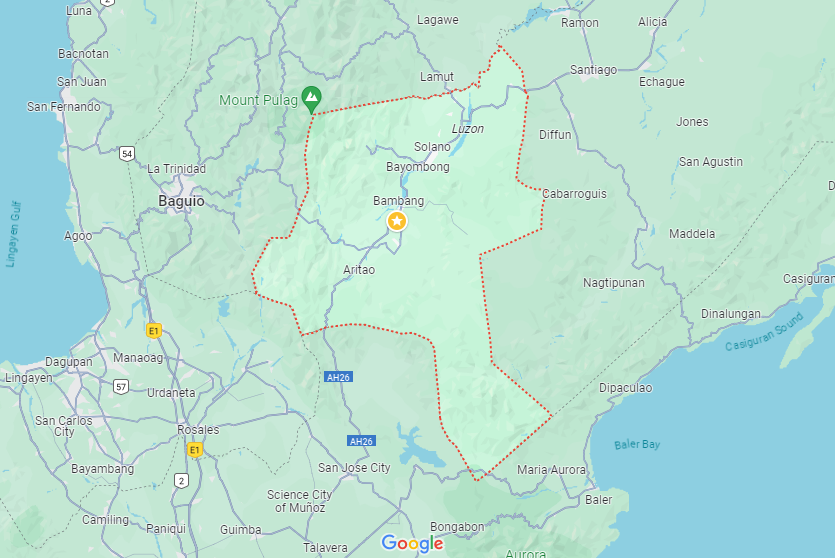 Luna
Lagawe
Ramon
Alicia
Bacnotan
Lamut
Santiago
San Juan
Echague
San Fernando
Mount Pulag
Luzon
Jones
Diffun
Solano
54
San Agustin
La Trinidad
Bayombong
Baguio
Bambang
Cabarroguis
Lingayen Gulf
Agoo
Maddela
Aritao
Nagtipunan
Casiguran
Dinalungan
E1
Casiguran Sound
Dagupan
Manaoag
Lingayen
AH26
57
Urdaneta
Dipaculao
San Carlos
City
Rosales
AH26
E1
Baler Bay
Bayambang
San Jose City
Maria Aurora
2
Science City
of Muñoz
Baler
Camiling
Paniqui
Guimba
Bongabon
Talavera
Google
Aurora